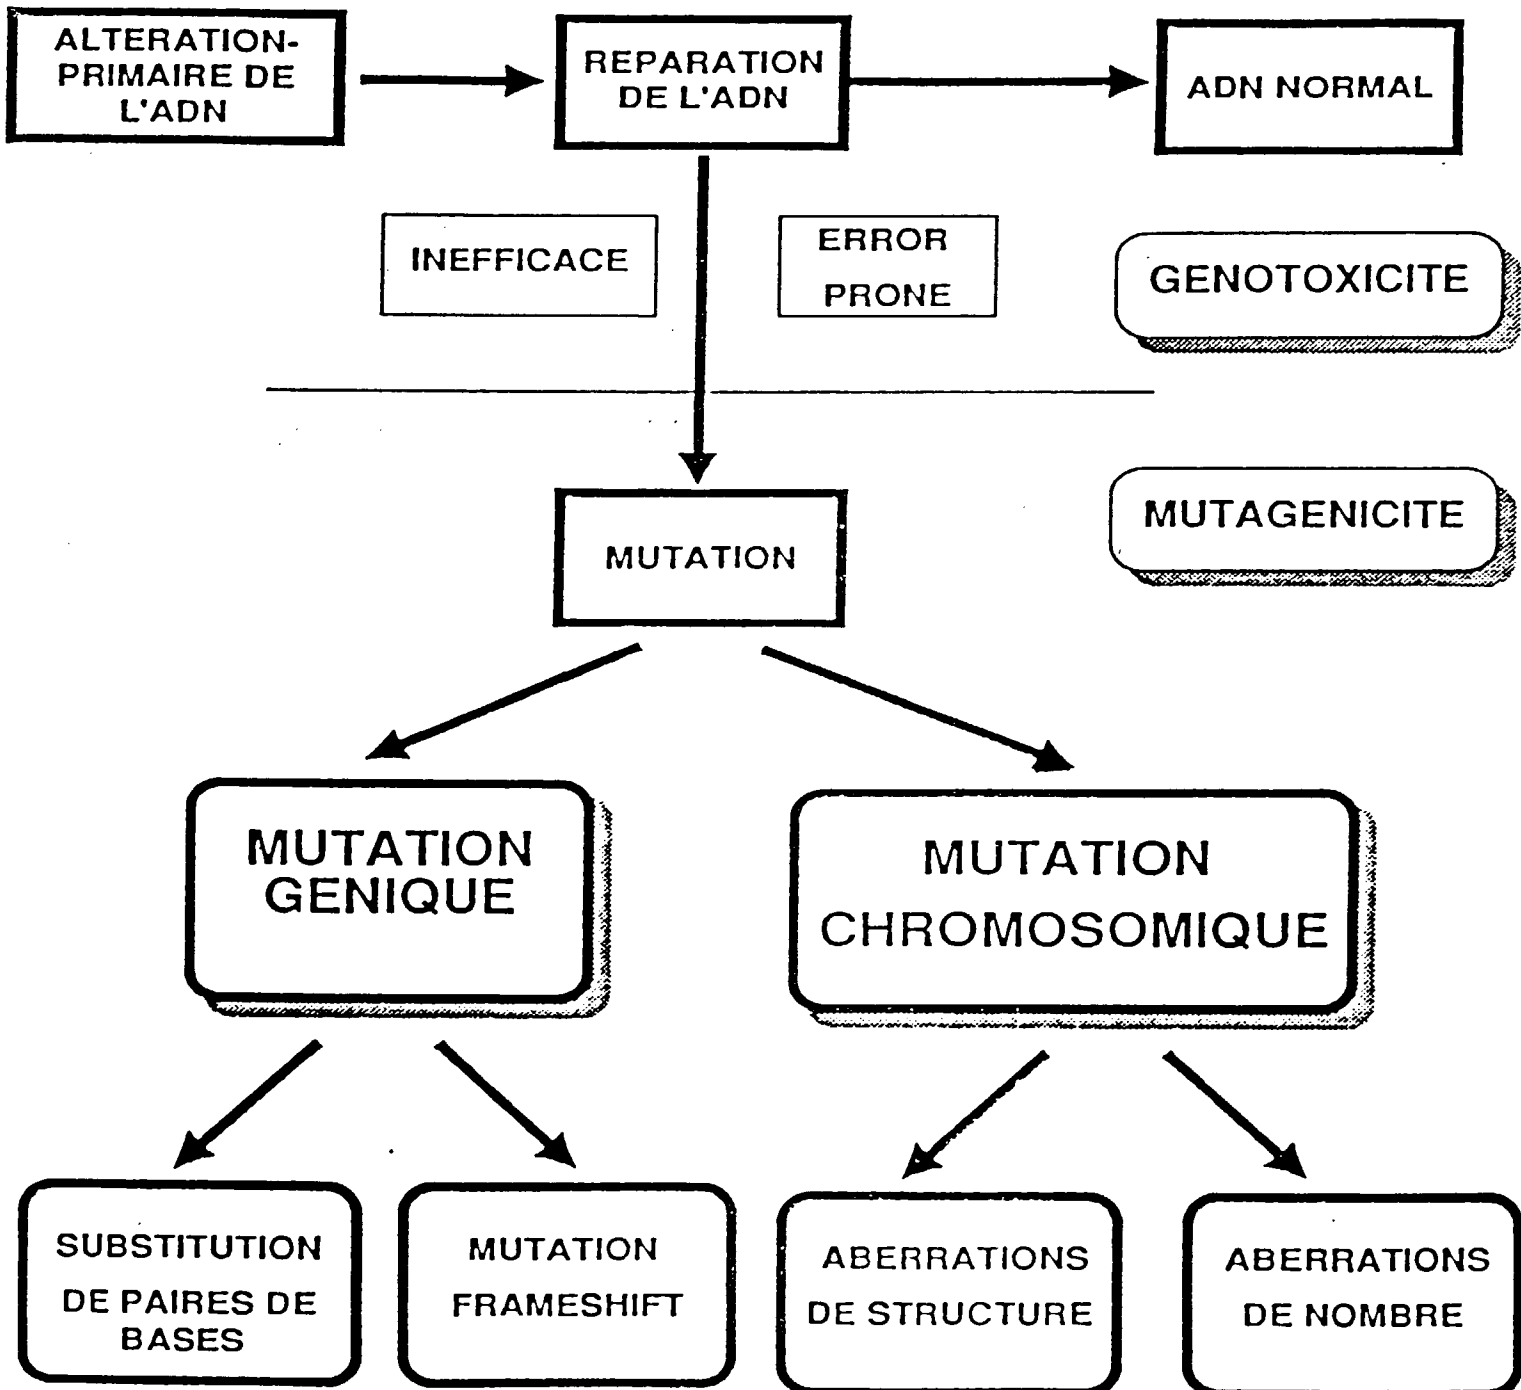 ALTERATION-
PRIMAIRE DE
L'ADN
REPARATION
DE L'ADN
ADN NORMAL
INEFFICACE
ERROR
PRONE
GENOTOXICITE
MUTAGENICITE
MUTATION
MUTATION
GENIQUE
MUTATION
CHROMOSOMIQUE
SUBSTITUTION
DE PAIRES DE
BASES
MUTATION
FRAMESHIFT
ABERRATIONS
DE STRUCTURE
ABERRATIONS
DE NOMBRE